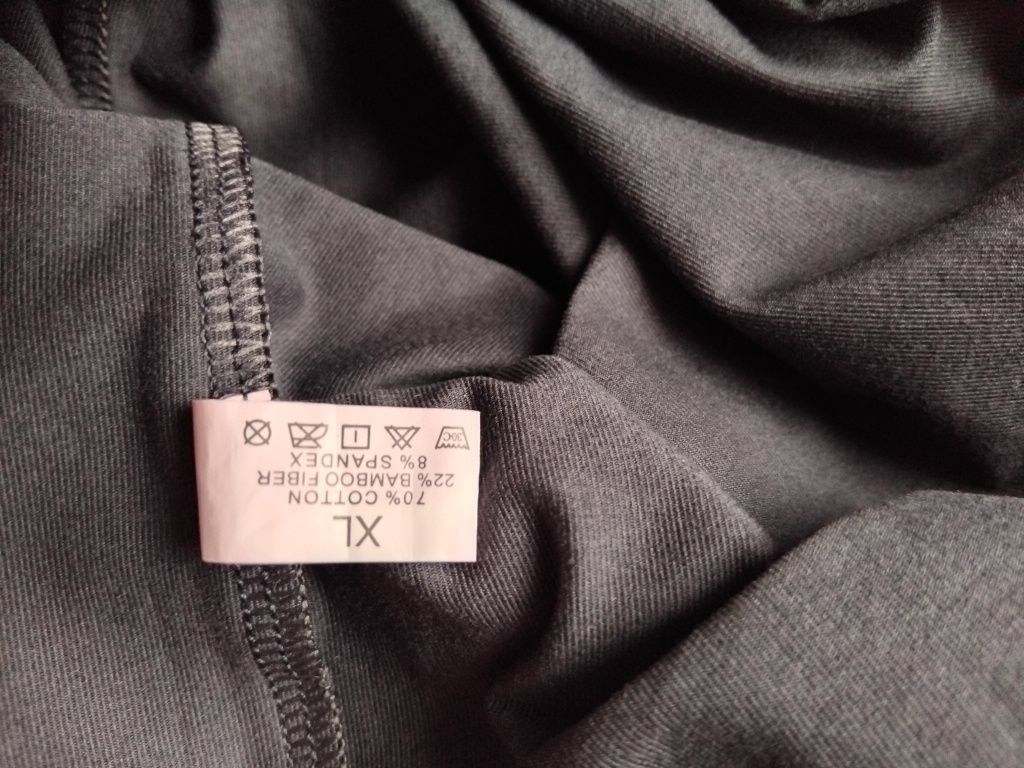 XL
70% COTTON
22% BAMBOO FIBER
8% SPANDEX
30C